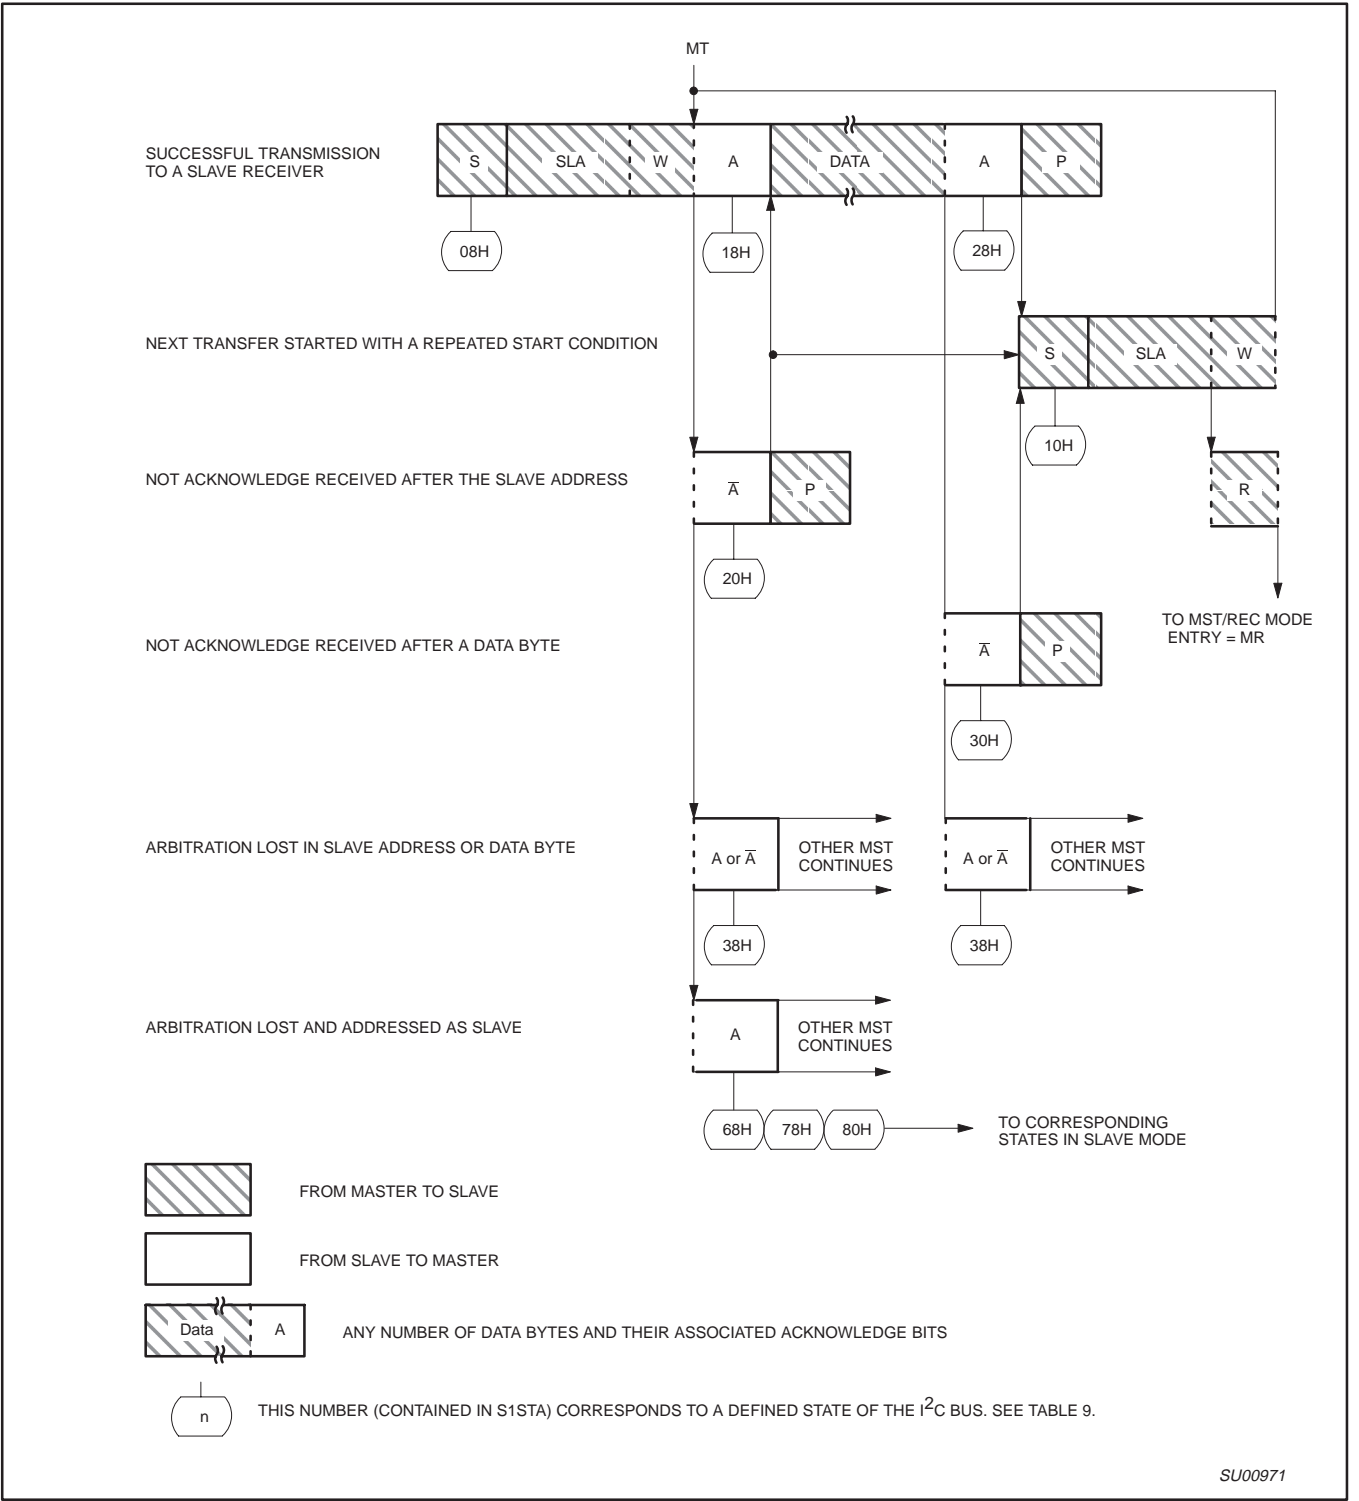 MT
SUCCESSFUL TRANSMISSION
TO A SLAVE RECEIVER
S SLA W A DATA A P
08H 18H 28H
NEXT TRANSFER STARTED WITH A REPEATED START CONDITION
S SLA W
10H
NOT ACKNOWLEDGE RECEIVED AFTER THE SLAVE ADDRESS
A̅ P R
20H
TO MST/REC MODE
ENTRY = MR
NOT ACKNOWLEDGE RECEIVED AFTER A DATA BYTE
A̅ P
30H
ARBITRATION LOST IN SLAVE ADDRESS OR DATA BYTE
A or A̅
OTHER MST
CONTINUES
A or A̅
OTHER MST
CONTINUES
38H 38H
ARBITRATION LOST AND ADDRESSED AS SLAVE
A
OTHER MST
CONTINUES
68H 78H 80H
TO CORRESPONDING
STATES IN SLAVE MODE
FROM MASTER TO SLAVE
FROM SLAVE TO MASTER
Data A
ANY NUMBER OF DATA BYTES AND THEIR ASSOCIATED ACKNOWLEDGE BITS
n
THIS NUMBER (CONTAINED IN S1STA) CORRESPONDS TO A DEFINED STATE OF THE I²C BUS. SEE TABLE 9.
SU00971